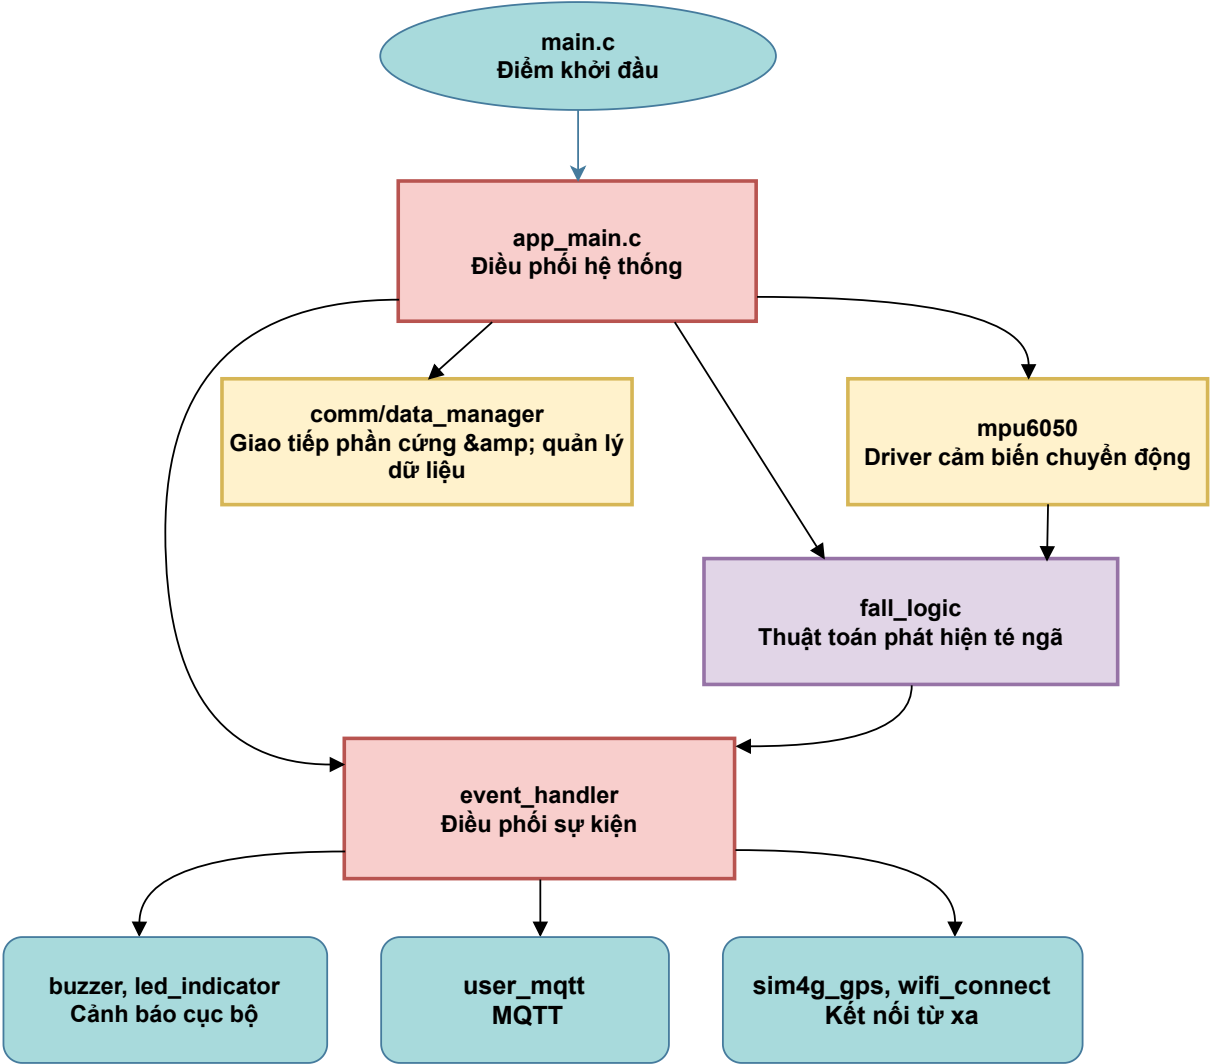 main.c
Điểm khởi đầu
app_main.c
Điều phối hệ thống
comm/data_manager
Giao tiếp phần cứng &amp; quản lý
dữ liệu
mpu6050
Driver cảm biến chuyển động
fall_logic
Thuật toán phát hiện té ngã
event_handler
Điều phối sự kiện
buzzer, led_indicator
Cảnh báo cục bộ
user_mqtt
MQTT
sim4g_gps, wifi_connect
Kết nối từ xa